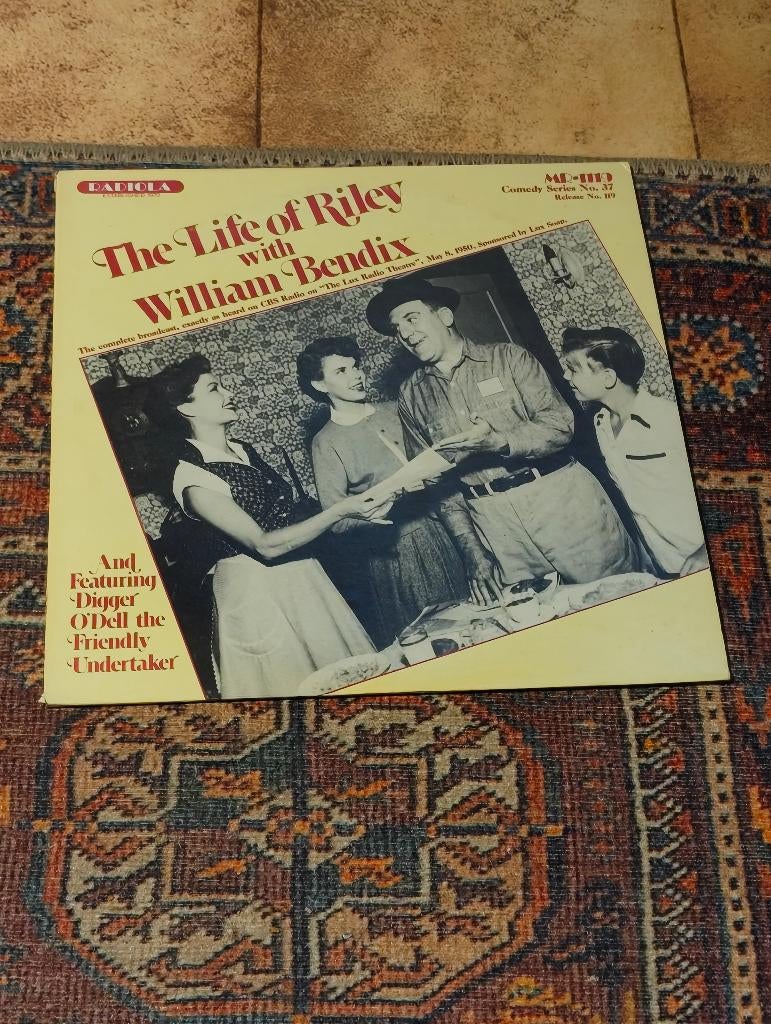 RADIOLA
MR-1119
Comedy Series No. 37
Release No. 119
The Life of Riley
with
William Bendix
The complete broadcast, exactly as heard on CBS Radio on "The Lux Radio Theatre", May 8, 1950. Sponsored by Lux Soap.
And
Featuring
Digger
O'Dell the
Friendly
Undertaker